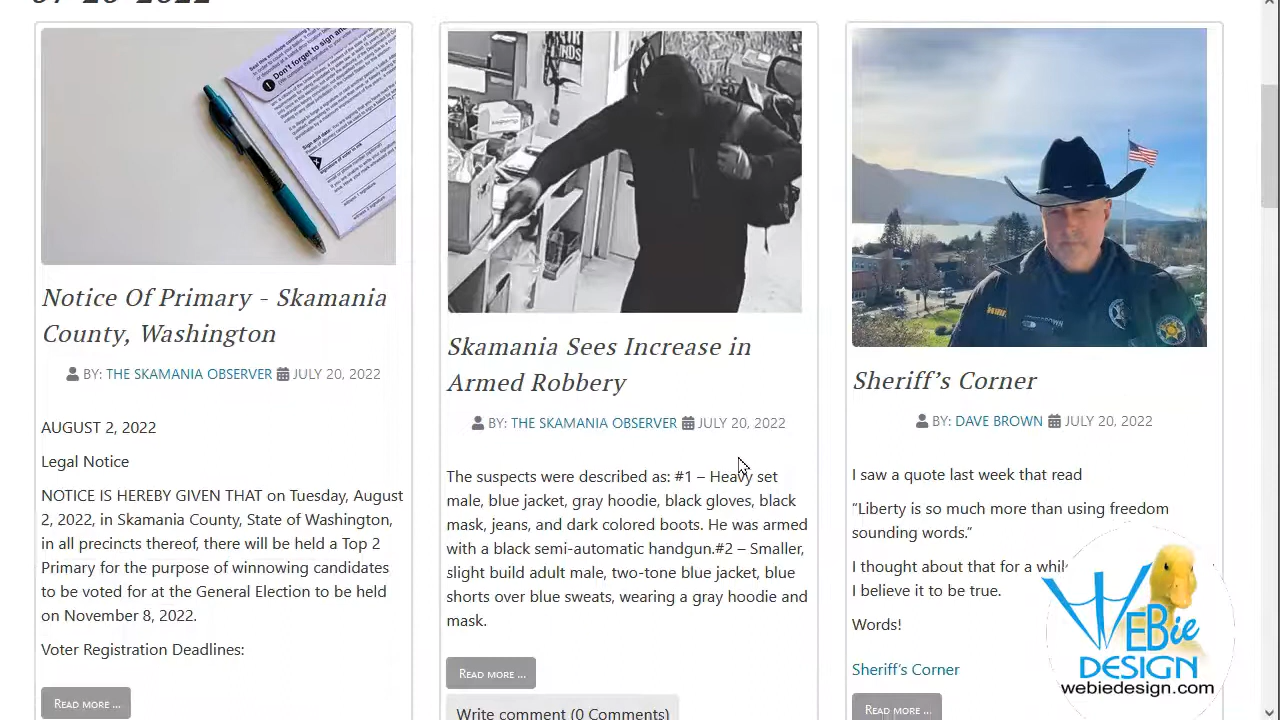 07-20-2022
Don't forget to sign an
NDS
Notice Of Primary – Skamania
County, Washington
BY: THE SKAMANIA OBSERVER JULY 20, 2022
AUGUST 2, 2022
Legal Notice
NOTICE IS HEREBY GIVEN THAT on Tuesday, August
2, 2022, in Skamania County, State of Washington,
in all precincts thereof, there will be held a Top 2
Primary for the purpose of winnowing candidates
to be voted for at the General Election to be held
on November 8, 2022.
Voter Registration Deadlines:
Read more ...
Skamania Sees Increase in
Armed Robbery
BY: THE SKAMANIA OBSERVER JULY 20, 2022
The suspects were described as: #1 – Heavy set
male, blue jacket, gray hoodie, black gloves, black
mask, jeans, and dark colored boots. He was armed
with a black semi-automatic handgun.#2 – Smaller,
slight build adult male, two-tone blue jacket, blue
shorts over blue sweats, wearing a gray hoodie and
mask.
Read more ...
Write comment (0 Comments)
Sheriff's Corner
BY: DAVE BROWN JULY 20, 2022
I saw a quote last week that read
“Liberty is so much more than using freedom
sounding words.”
I thought about that for a whil
I believe it to be true.
Words!
Sheriff's Corner
Read more ...
WEBie
DESIGN
webiedesign.com